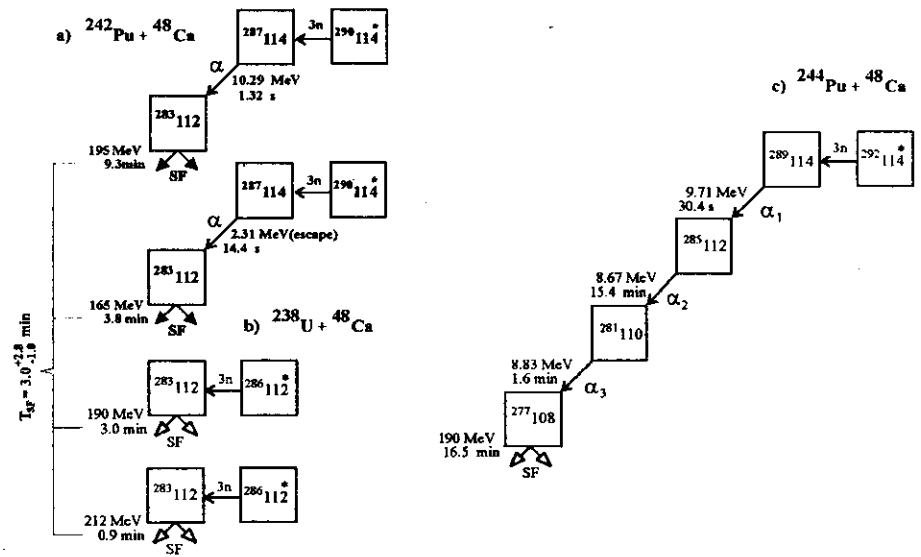 a) ²⁴²Pu + ⁴⁸Ca
²⁸⁷114
3n
²⁹⁰114*
α
10.29 MeV
1.32 s
²⁸³112
195 MeV
9.3min
SF
²⁸⁷114
3n
²⁹⁰114*
α
2.31 MeV(escape)
14.4 s
²⁸³112
165 MeV
3.8 min
SF
b) ²³⁸U + ⁴⁸Ca
²⁸³112
3n
²⁸⁶112*
190 MeV
3.0 min
SF
²⁸³112
3n
²⁸⁶112*
212 MeV
0.9 min
SF
T_SF = 3.0 +2.8 -1.0 min
c) ²⁴⁴Pu + ⁴⁸Ca
²⁸⁹114
3n
²⁹²114*
9.71 MeV
30.4 s
α₁
²⁸⁵112
8.67 MeV
15.4 min
α₂
²⁸¹110
8.83 MeV
1.6 min
α₃
²⁷⁷108
190 MeV
16.5 min
SF